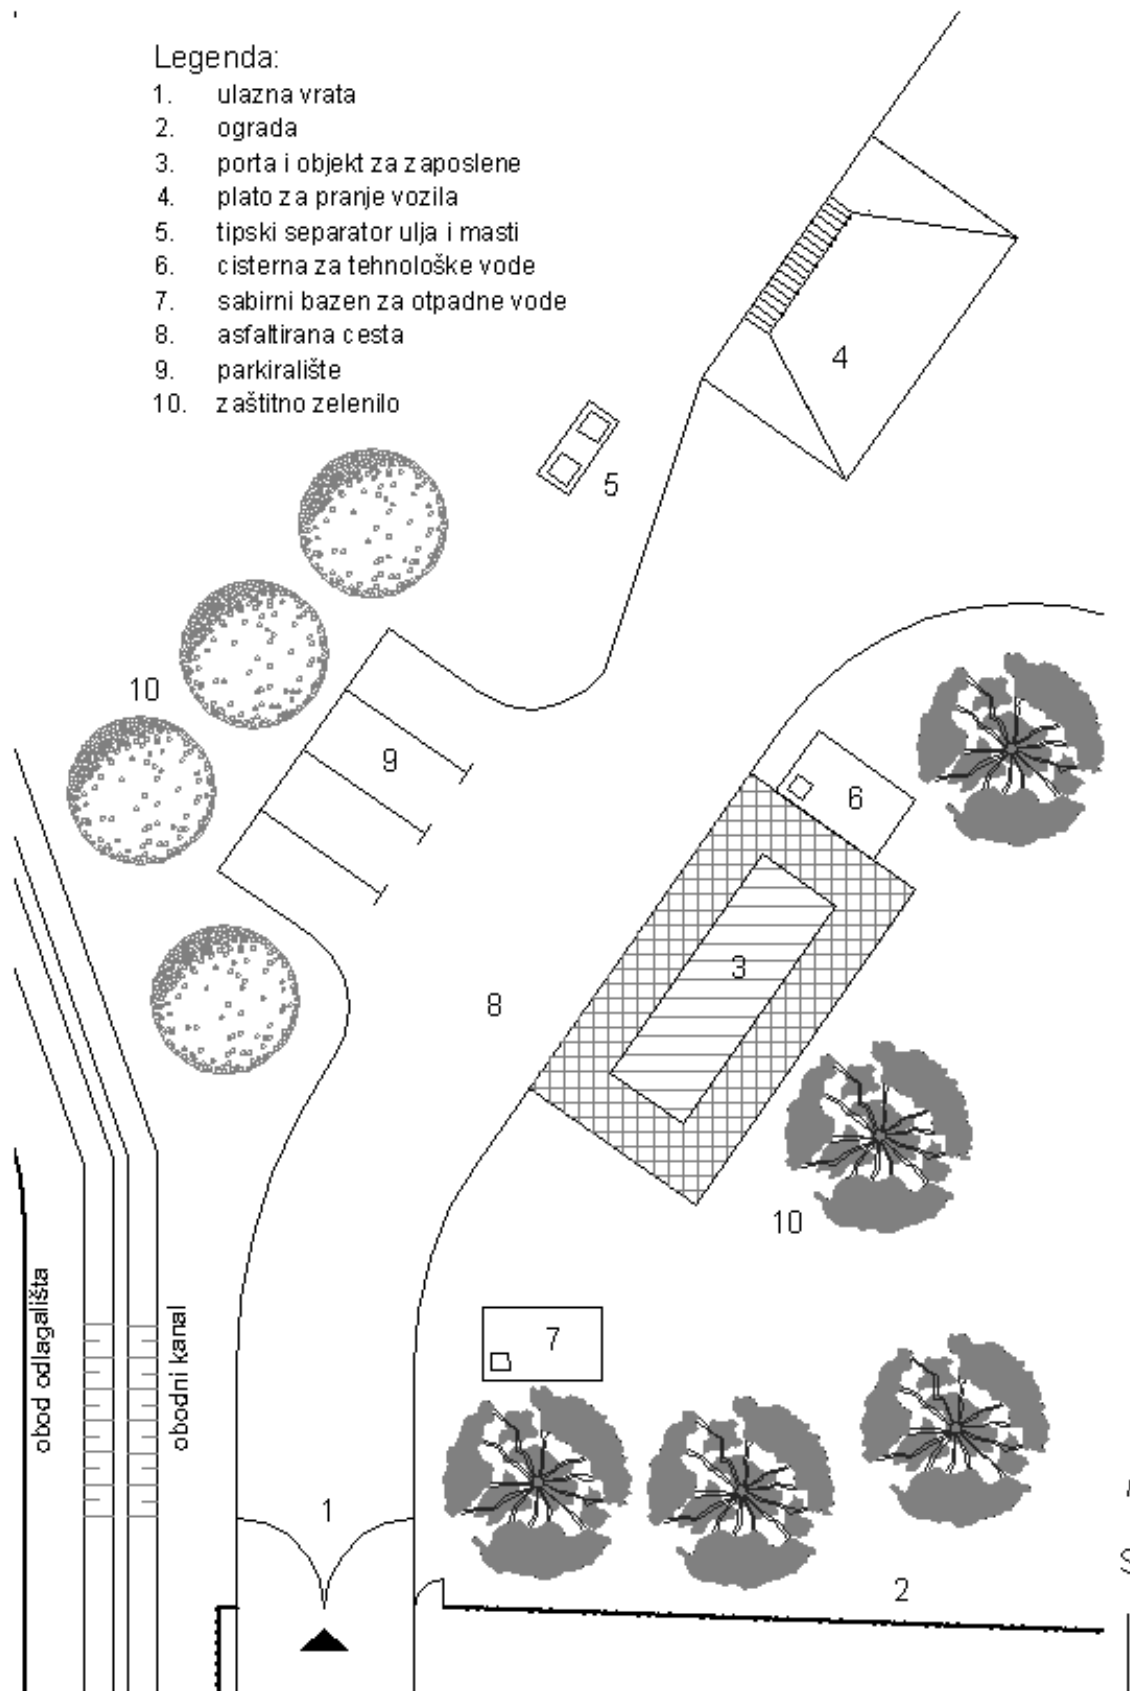 Legenda:
1. ulazna vrata
2. ograda
3. porta i objekt za zaposlene
4. plato za pranje vozila
5. tipski separator ulja i masti
6. cisterna za tehnološke vode
7. sabirni bazen za otpadne vode
8. asfaltirana cesta
9. parkiralište
10. zaštitno zelenilo
4
5
10
9
6
3
8
10
obod odlagališta
obodni kanal
7
1
2